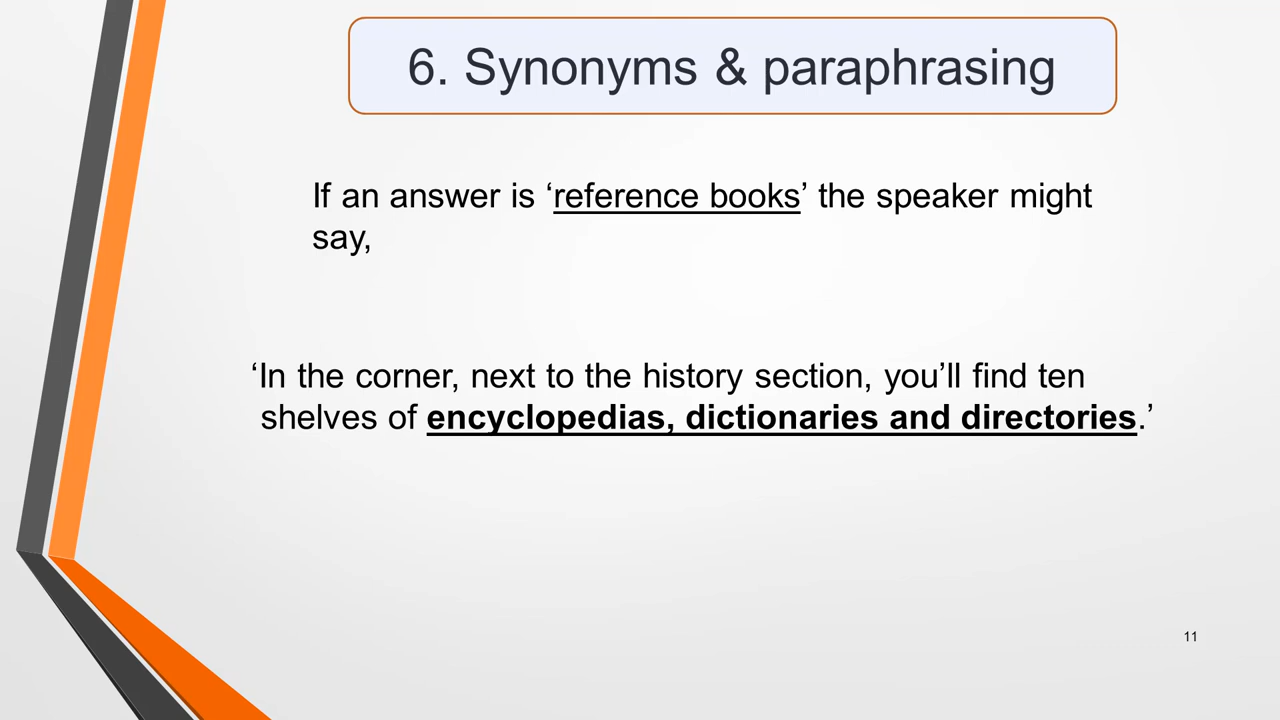 6. Synonyms & paraphrasing
If an answer is ‘reference books’ the speaker might
say,
‘In the corner, next to the history section, you’ll find ten
shelves of encyclopedias, dictionaries and directories.’
11